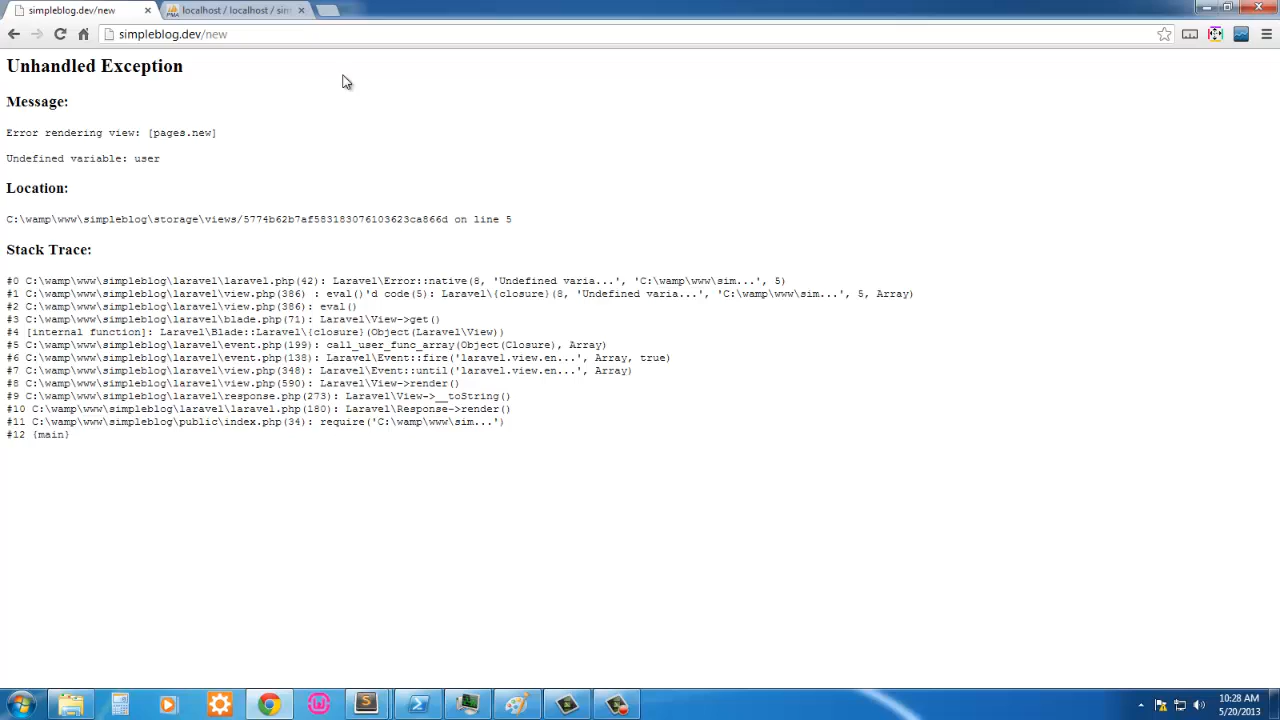 simpleblog.dev/new
localhost / localhost / sim
simpleblog.dev/new
Unhandled Exception
Message:
Error rendering view: [pages.new]
Undefined variable: user
Location:
C:\wamp\www\simpleblog\storage\views/5774b62b7af583183076103623ca866d on line 5
Stack Trace:
#0 C:\wamp\www\simpleblog\laravel\laravel.php(42): Laravel\Error::native(8, 'Undefined varia...', 'C:\wamp\www\sim...', 5)
#1 C:\wamp\www\simpleblog\laravel\view.php(386) : eval()'d code(5): Laravel\{closure}(8, 'Undefined varia...', 'C:\wamp\www\sim...', 5, Array)
#2 C:\wamp\www\simpleblog\laravel\view.php(386): eval()
#3 C:\wamp\www\simpleblog\laravel\blade.php(71): Laravel\View->get()
#4 [internal function]: Laravel\Blade::Laravel\{closure}(Object(Laravel\View))
#5 C:\wamp\www\simpleblog\laravel\event.php(199): call_user_func_array(Object(Closure), Array)
#6 C:\wamp\www\simpleblog\laravel\event.php(138): Laravel\Event::fire('laravel.view.en...', Array, true)
#7 C:\wamp\www\simpleblog\laravel\view.php(348): Laravel\Event::until('laravel.view.en...', Array)
#8 C:\wamp\www\simpleblog\laravel\view.php(590): Laravel\View->render()
#9 C:\wamp\www\simpleblog\laravel\response.php(273): Laravel\View->__toString()
#10 C:\wamp\www\simpleblog\laravel\laravel.php(180): Laravel\Response->render()
#11 C:\wamp\www\simpleblog\public\index.php(34): require('C:\wamp\www\sim...')
#12 {main}
10:28 AM
5/20/2013